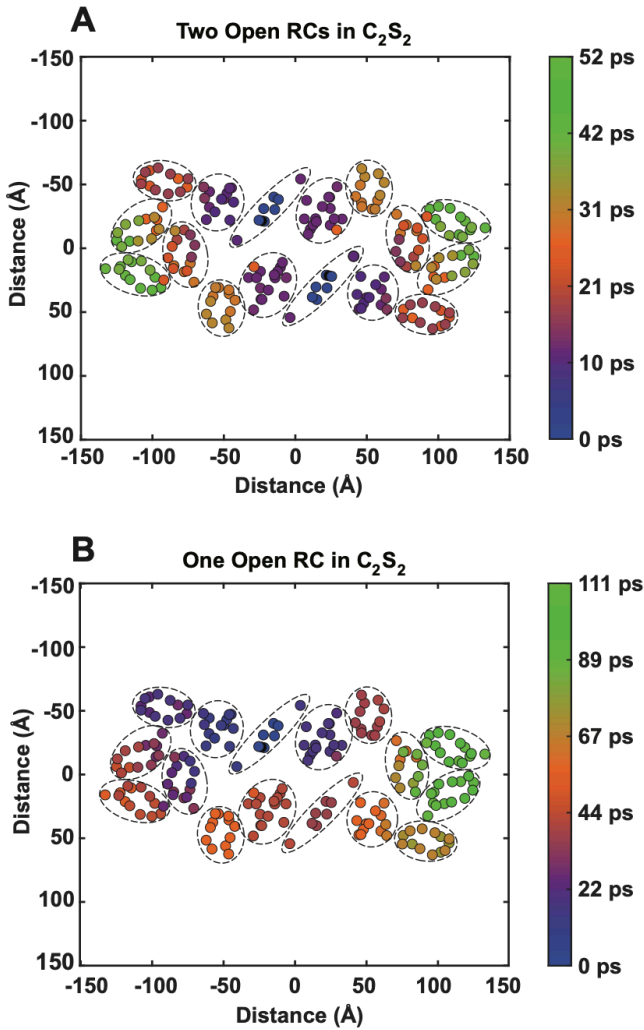 A
Two Open RCs in C₂S₂
-150
-100
-50
0
50
100
150
Distance (Å)
-150
-100
-50
0
50
100
150
Distance (Å)
52 ps
42 ps
31 ps
21 ps
10 ps
0 ps
B
One Open RC in C₂S₂
-150
-100
-50
0
50
100
150
Distance (Å)
-150
-100
-50
0
50
100
150
Distance (Å)
111 ps
89 ps
67 ps
44 ps
22 ps
0 ps